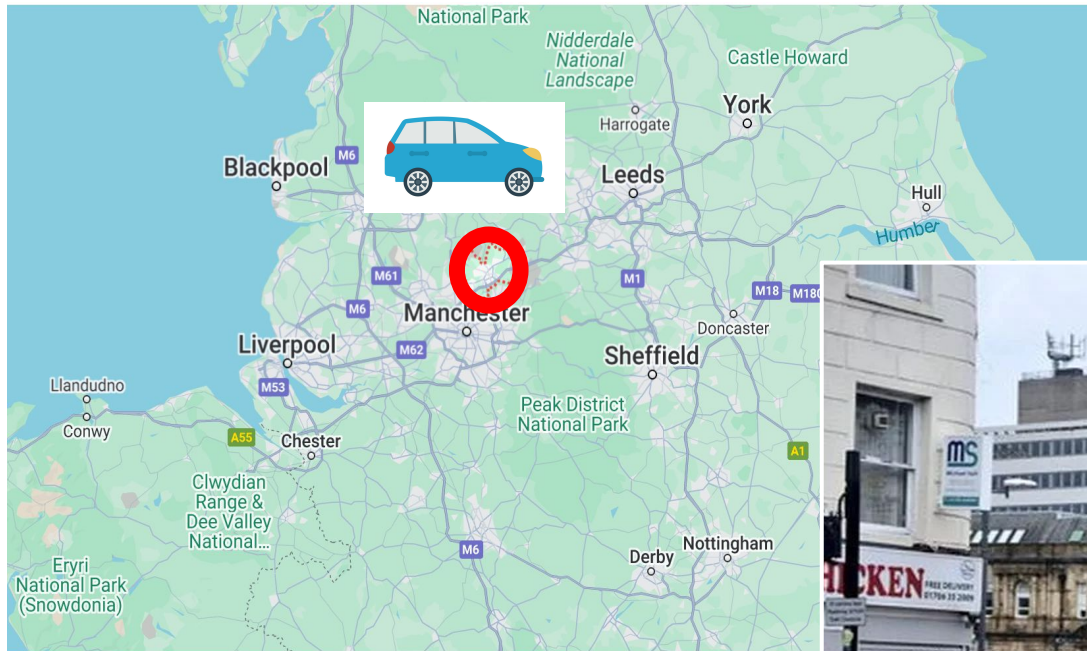 National Park
Nidderdale
National
Landscape
Castle Howard
York
Harrogate
M6
Blackpool
Leeds
Hull
Humber
M61
M1
M6
M18
M180
Manchester
Doncaster
Liverpool
M62
Sheffield
M53
Llandudno
Conwy
Peak District
National Park
A55
Chester
A1
Clwydian
Range &
Dee Valley
National...
M6
Derby
Nottingham
Eryri
National Park
(Snowdonia)
ms
HICKEN
FREE DELIVERY
01706 35 2009